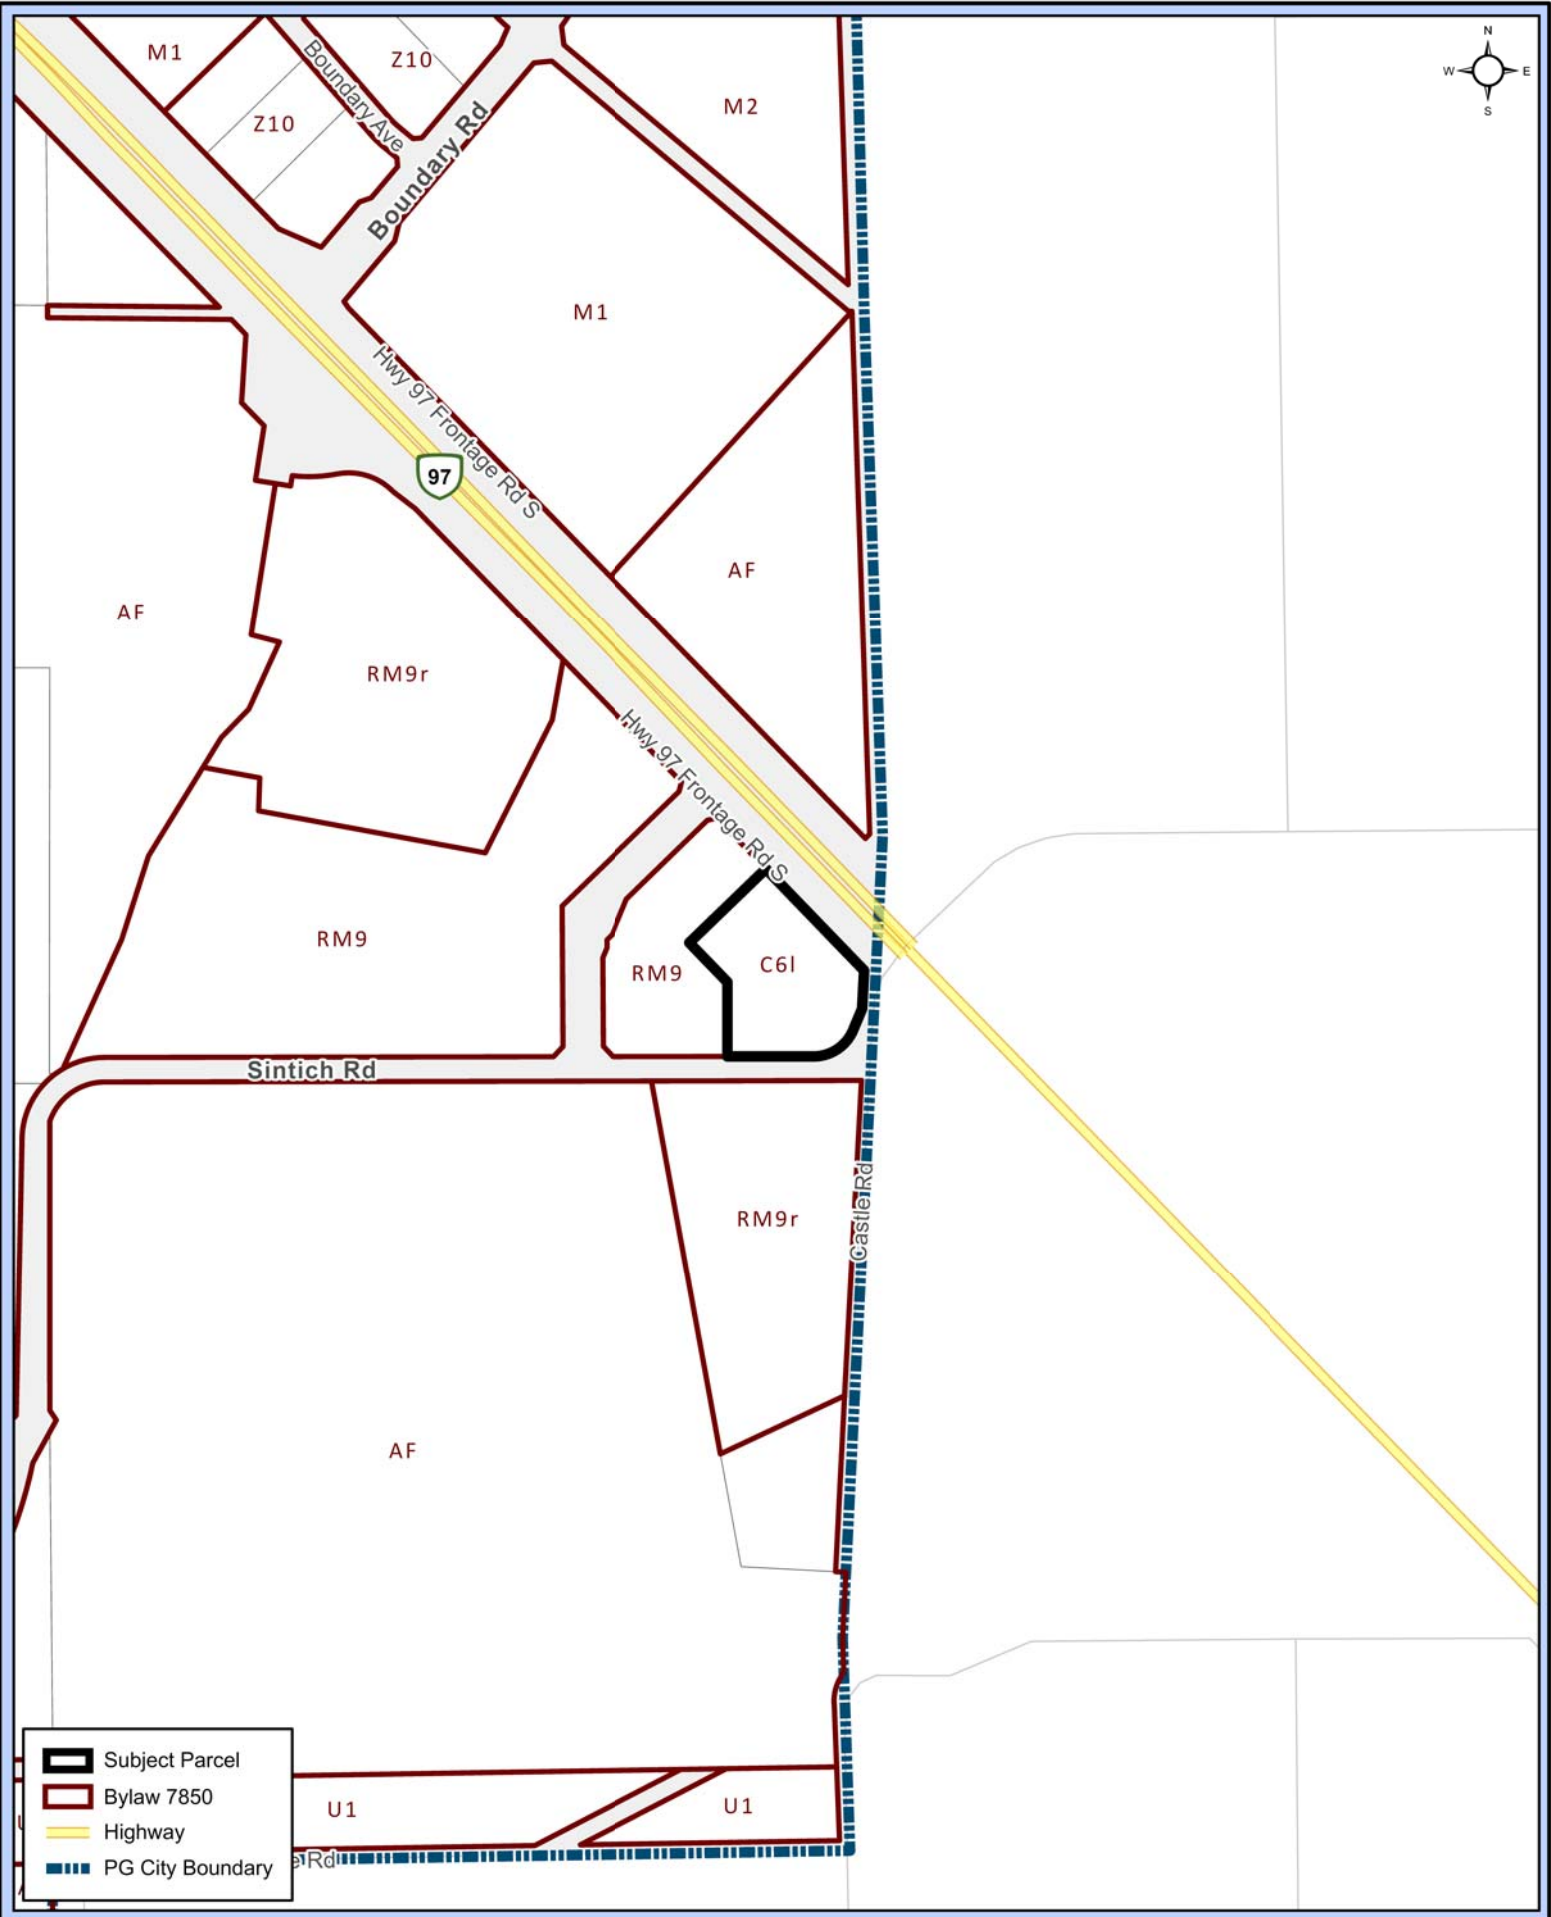 M1
Z10
Boundary Ave
Z10
Boundary Rd
M2
N
W
E
S
M1
Hwy 97 Frontage Rd S
97
AF
AF
RM9r
Hwy 97 Frontage Rd S
RM9
RM9
C6l
Sintich Rd
RM9r
Castle Rd
AF
U1
U1
Rd
Subject Parcel
Bylaw 7850
Highway
PG City Boundary